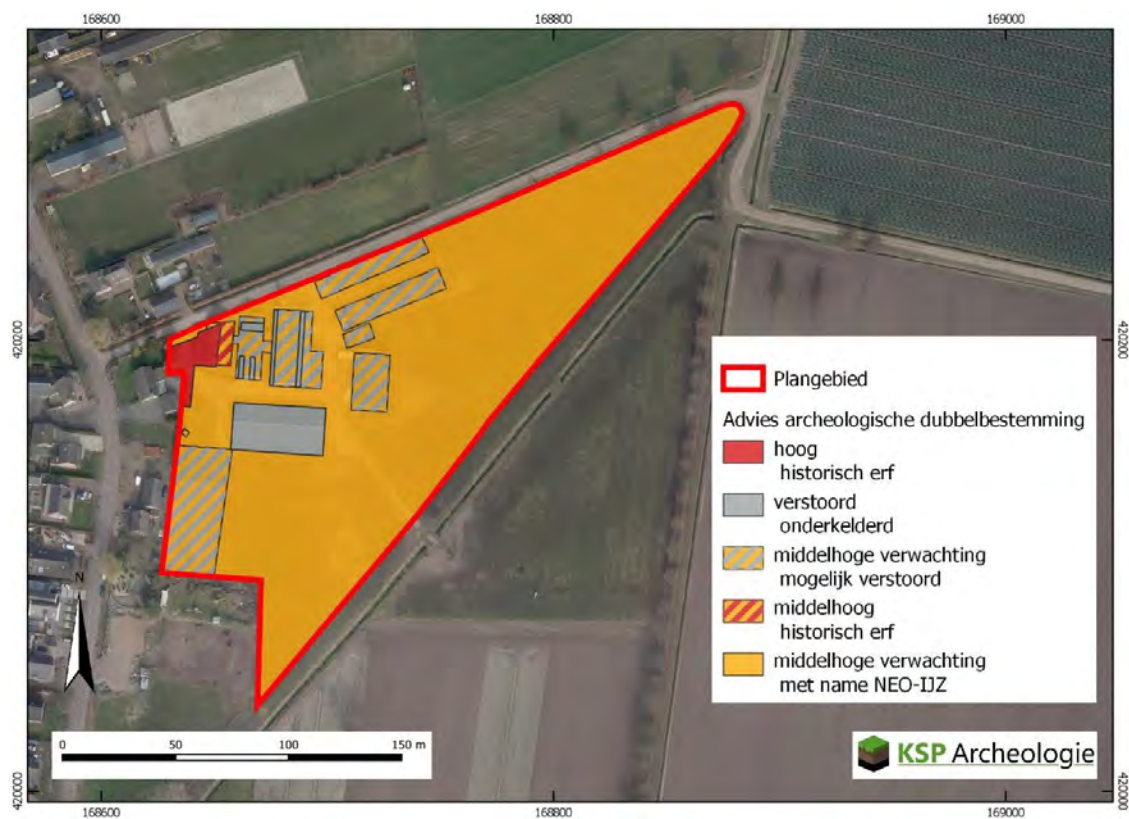 168600
168800
169000
420200
420200
Plangebied
Advies archeologische dubbelbestemming
hoog
historisch erf
verstoord
onderkelderd
middelhoge verwachting
mogelijk verstoord
middelhoog
historisch erf
middelhoge verwachting
met name NEO-IJZ
N
0 50 100 150 m
KSP Archeologie
420000
420000
168600
168800
169000